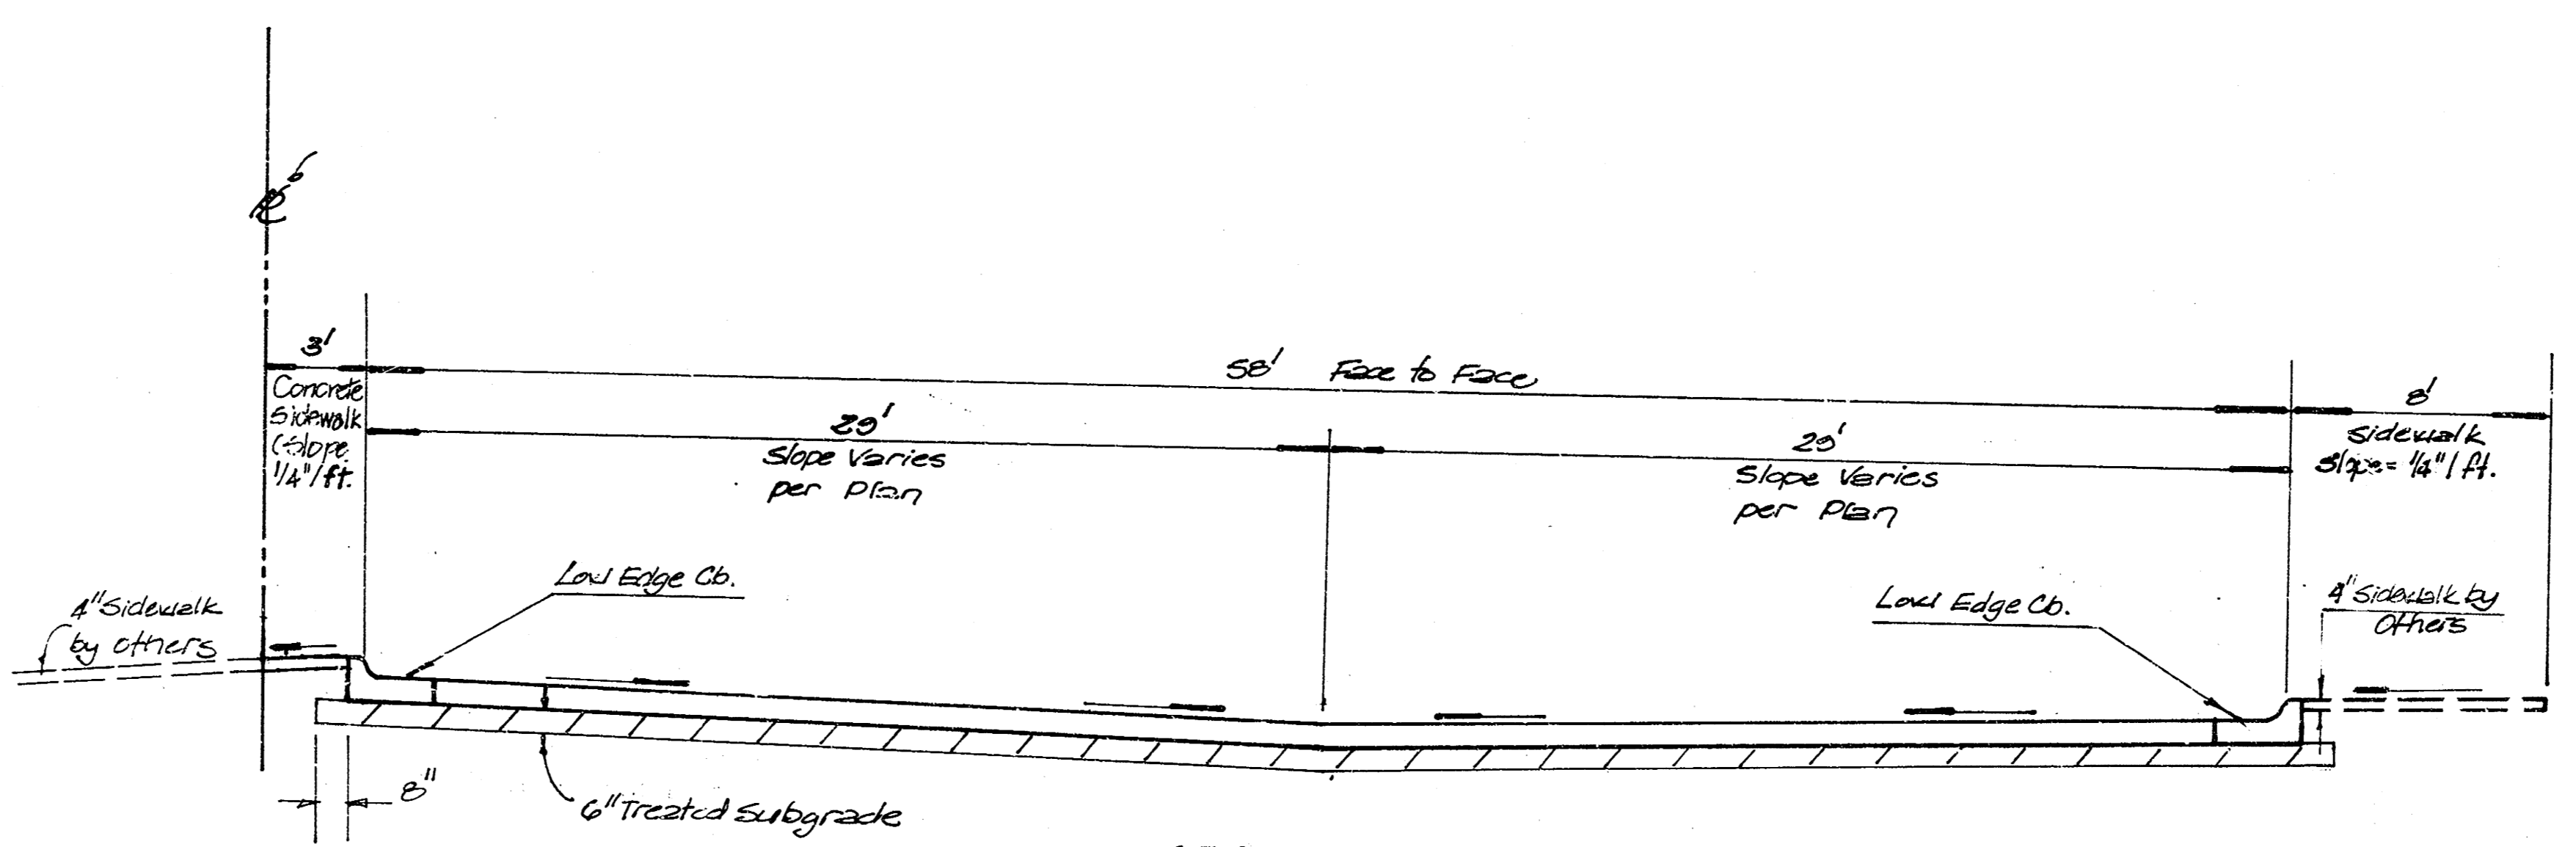 ℄
3'
58' Face to Face
8'
Concrete
Sidewalk
(Slope
1/4"/ft.
29'
Slope Varies
per Plan
29'
Slope Varies
per Plan
Sidewalk
Slope = 1/4"/ft.
Low Edge Cb.
Low Edge Cb.
4" Sidewalk
by others
4" Sidewalk by
Others
8"
6" Treated Subgrade